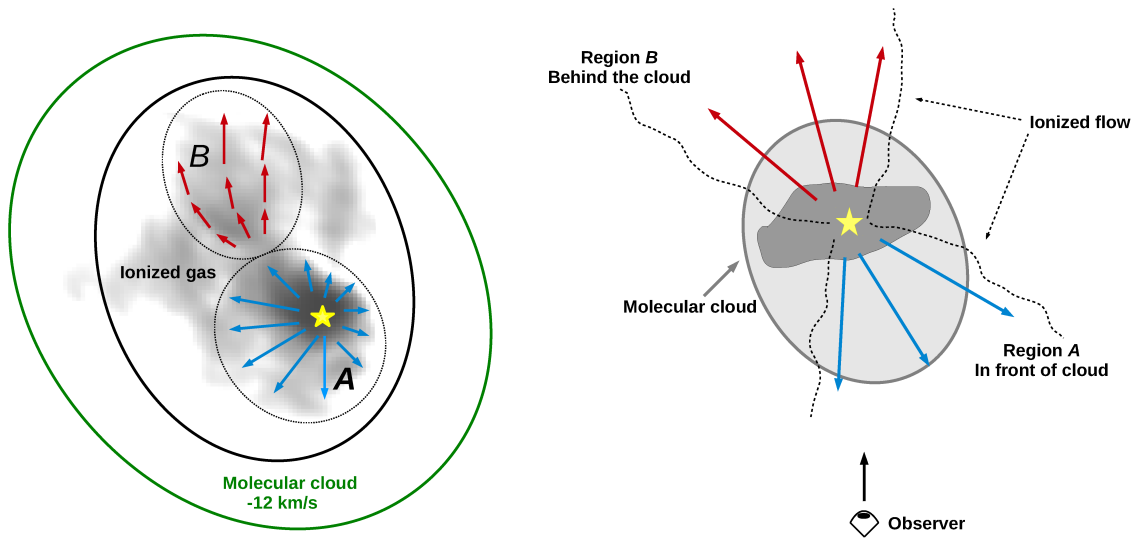 B
Ionized gas
A
Molecular cloud
-12 km/s
Region B
Behind the cloud
Ionized flow
Molecular cloud
Region A
In front of cloud
Observer